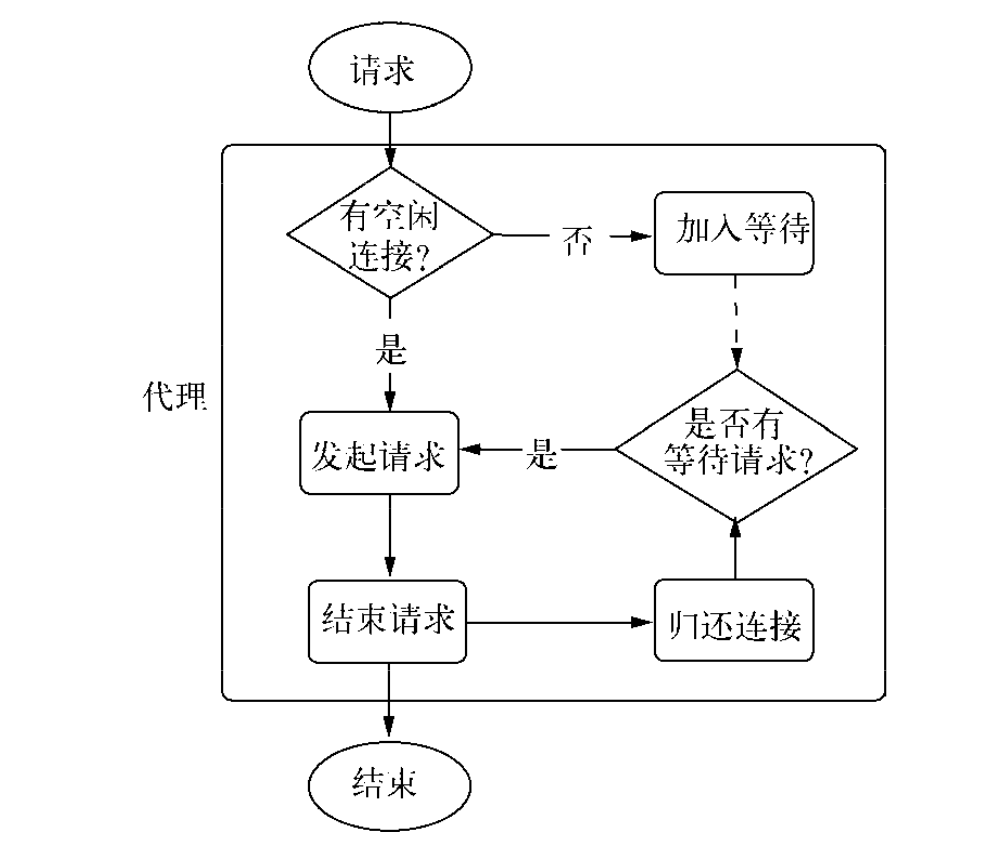 请求
有空闲
连接?
否
加入等待
是
代理
发起请求
是
是否有
等待请求?
结束请求
归还连接
结束